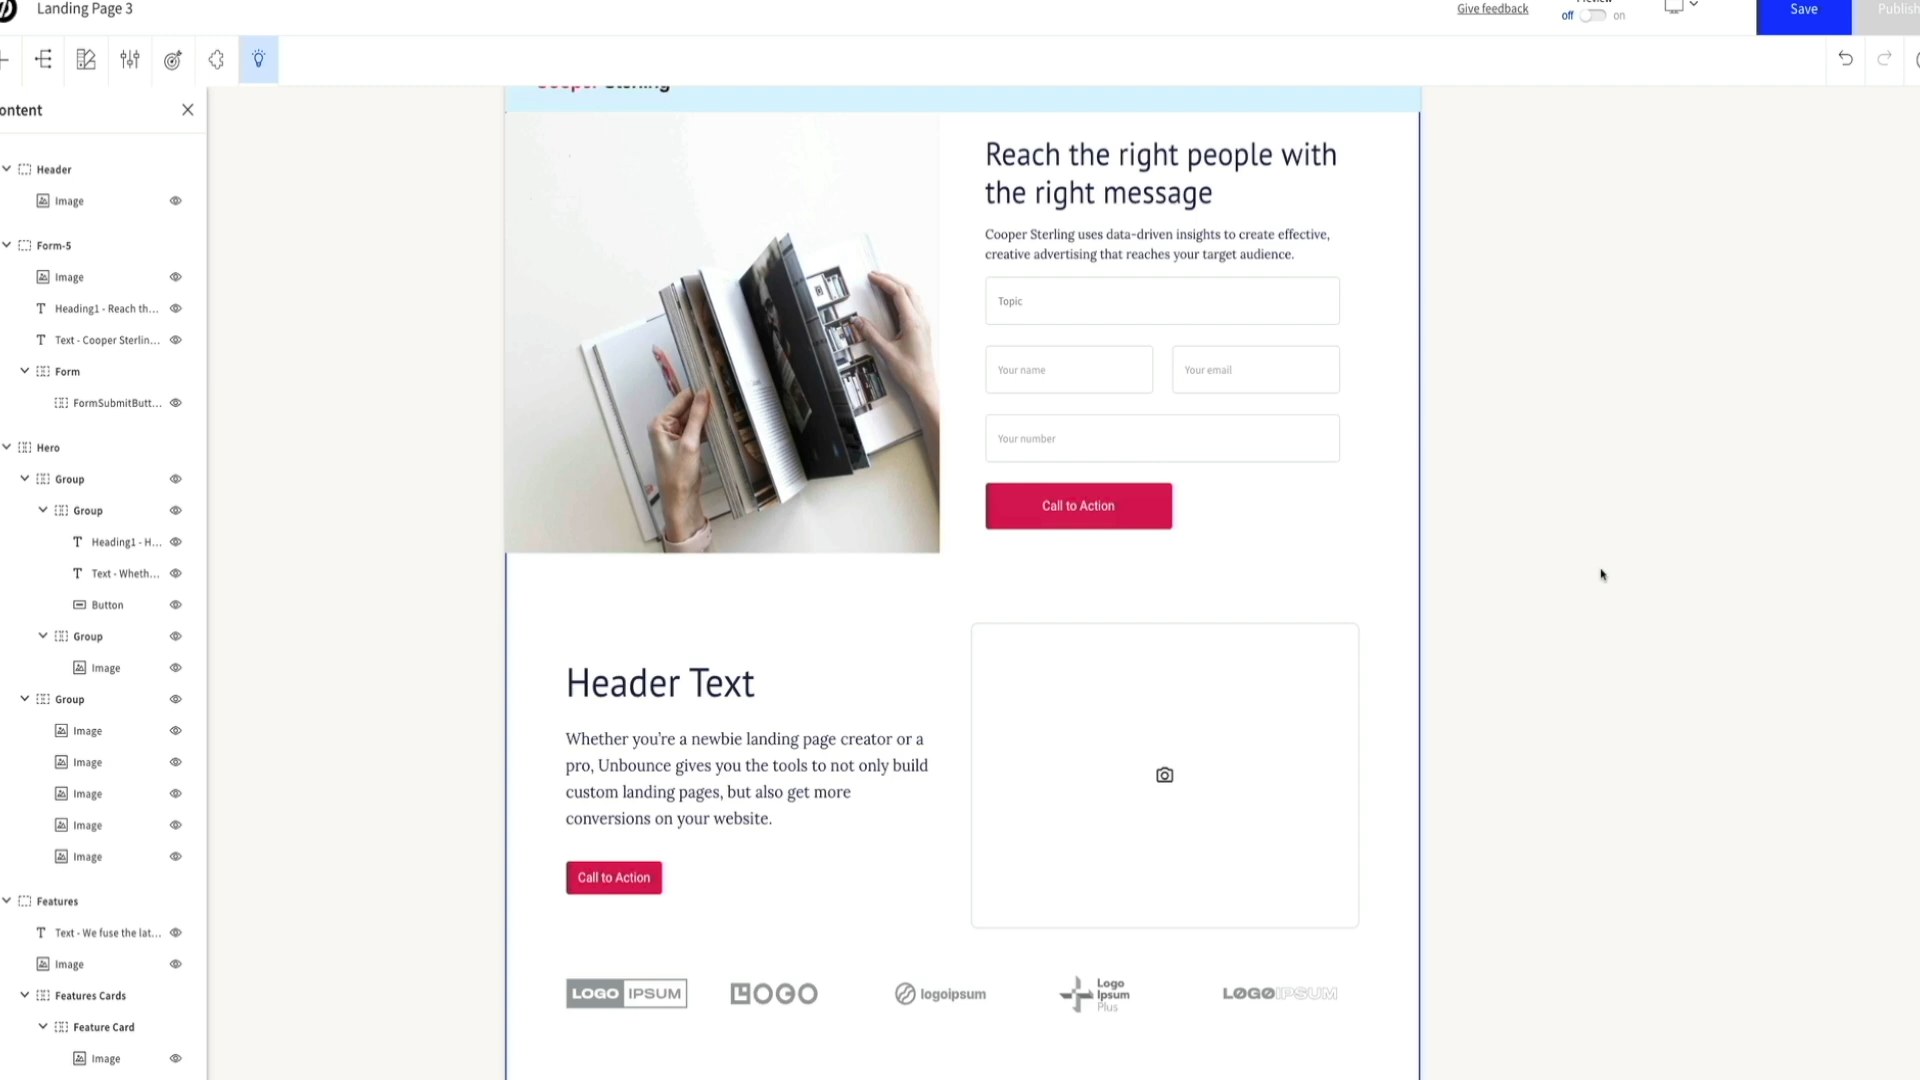 Landing Page 3
Give feedback
Preview
off on
Save
Publish
ontent
Header
Image
Form-5
Image
Heading1 - Reach th...
Text - Cooper Sterlin...
Form
FormSubmitButt...
Hero
Group
Group
Heading1 - H...
Text - Wheth...
Button
Group
Image
Group
Image
Image
Image
Image
Image
Features
Text - We fuse the lat...
Image
Features Cards
Feature Card
Image
Cooper Sterling
Reach the right people with
the right message
Cooper Sterling uses data-driven insights to create effective,
creative advertising that reaches your target audience.
Topic
Your name Your email
Your number
Call to Action
Header Text
Whether you're a newbie landing page creator or a
pro, Unbounce gives you the tools to not only build
custom landing pages, but also get more
conversions on your website.
Call to Action
LOGO IPSUM
LOGO
logoipsum
Logo
Ipsum
Plus
LOGOIPSUM